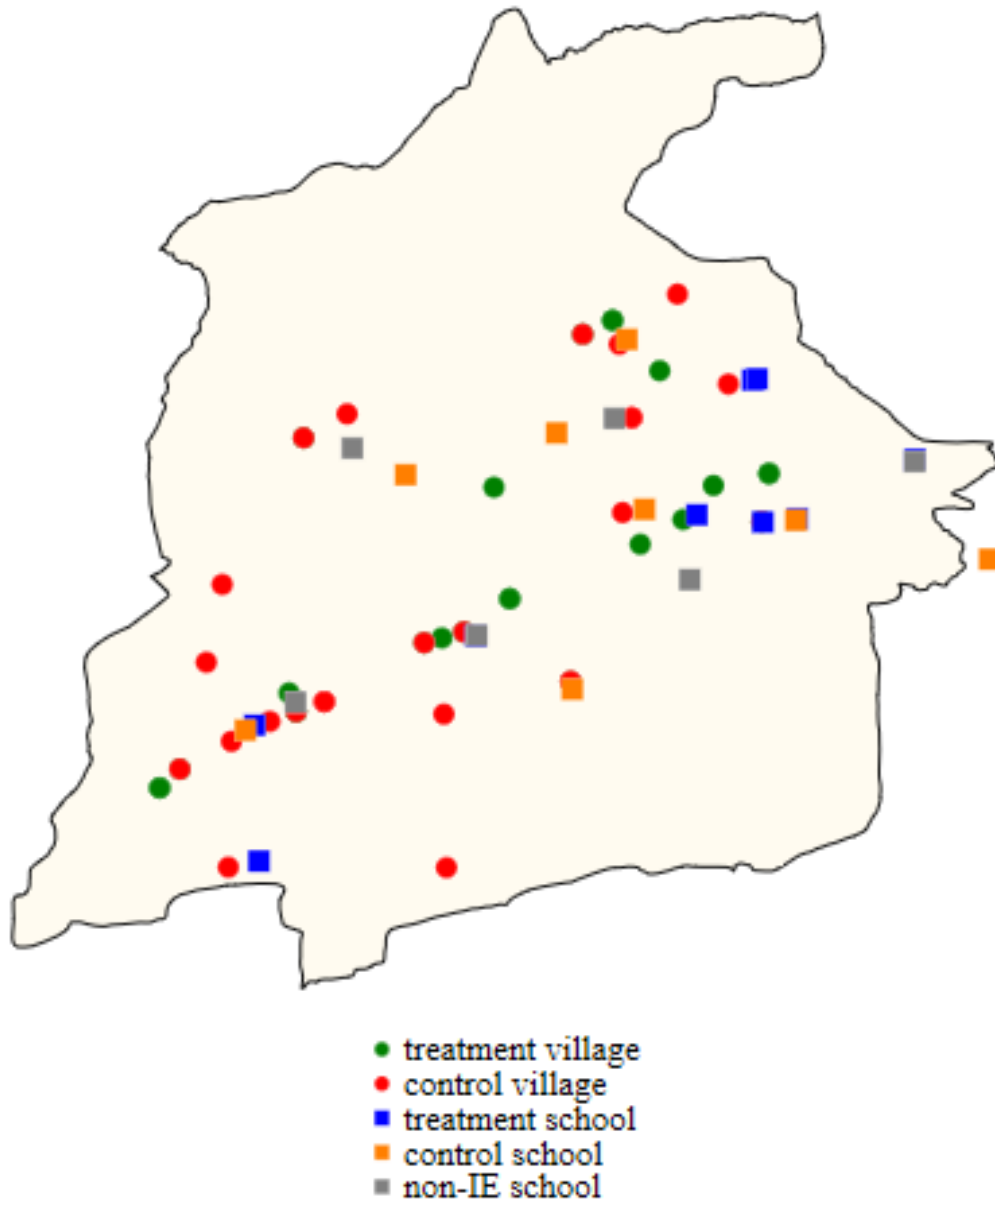 treatment village
control village
treatment school
control school
non-IE school